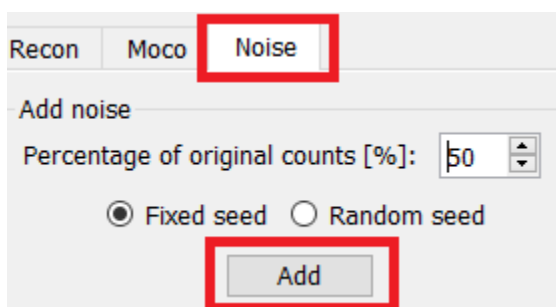 Recon Moco Noise
Add noise
Percentage of original counts [%]: 50
Fixed seed Random seed
Add